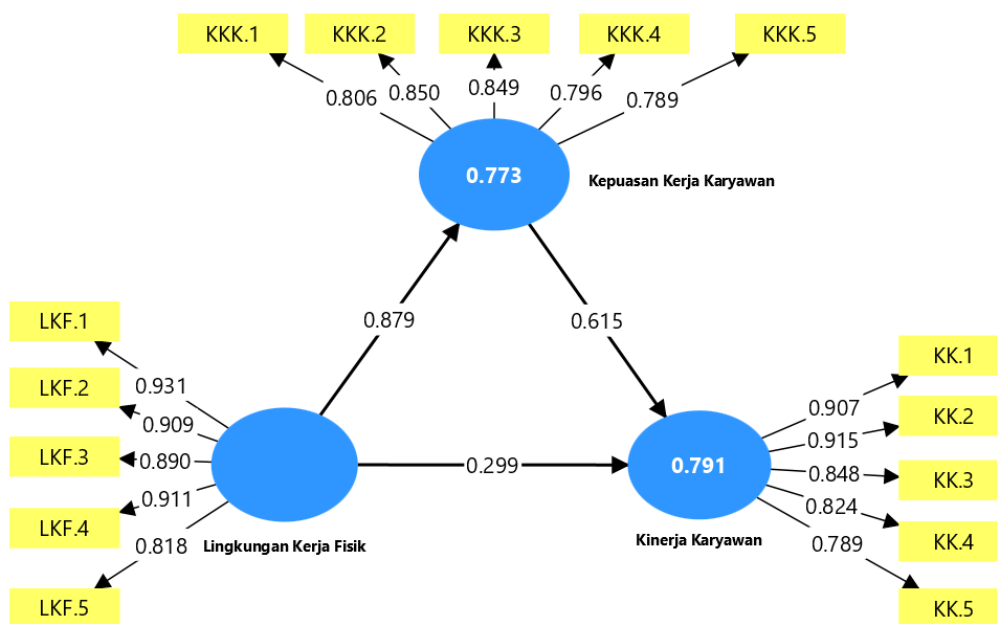 KKK.1 KKK.2 KKK.3 KKK.4 KKK.5
0.806 0.850 0.849 0.796 0.789
0.773
Kepuasan Kerja Karyawan
0.879
0.615
LKF.1
LKF.2
LKF.3
LKF.4
LKF.5
0.931
0.909
0.890
0.911
0.818
Lingkungan Kerja Fisik
0.299
0.791
Kinerja Karyawan
0.907
0.915
0.848
0.824
0.789
KK.1
KK.2
KK.3
KK.4
KK.5